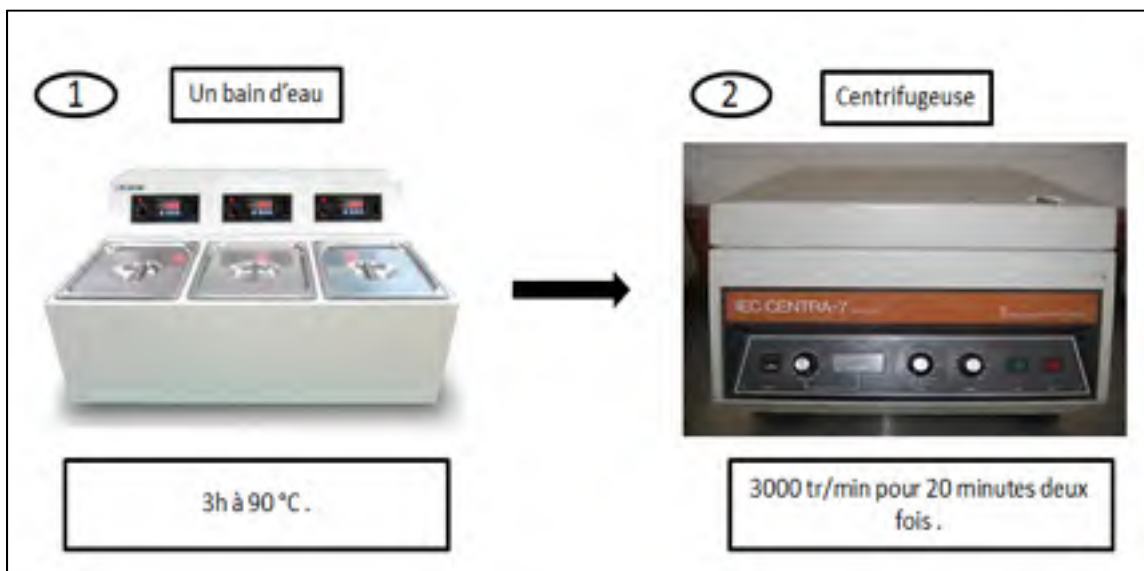 1
Un bain d'eau
2
Centrifugeuse
IEC CENTRA-7
3h à 90 °C .
3000 tr/min pour 20 minutes deux
fois .